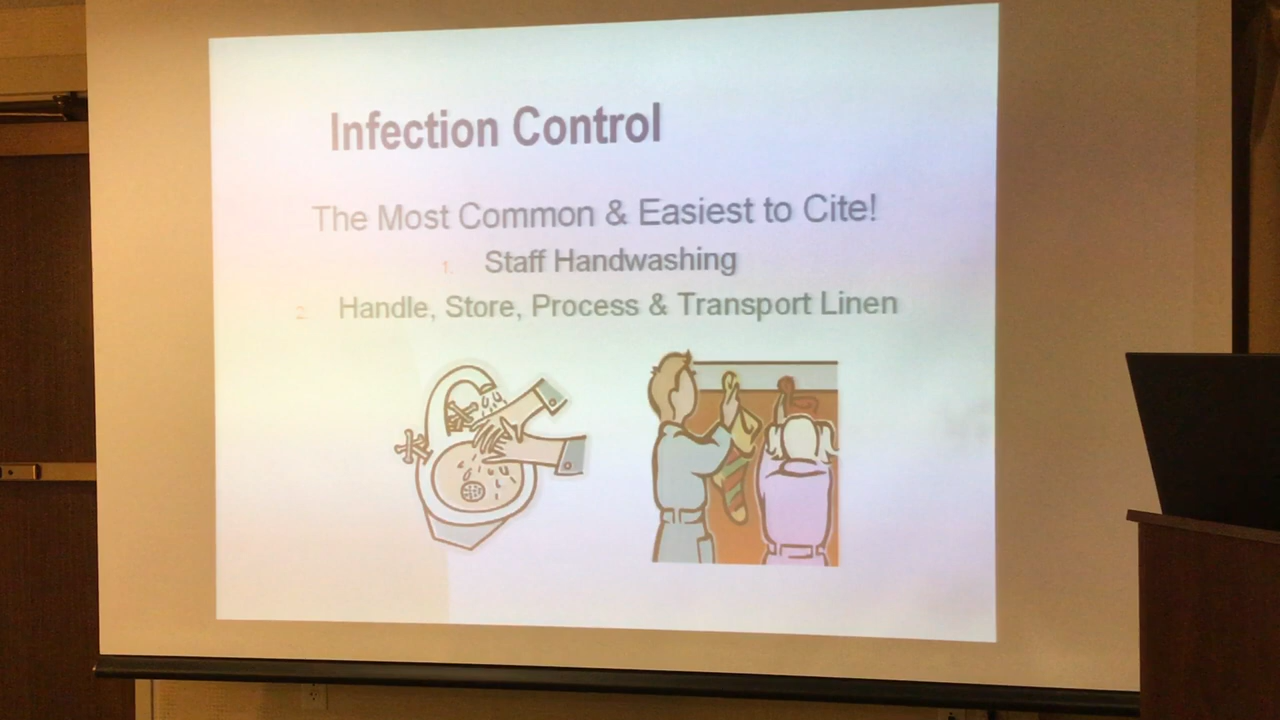 Infection Control
The Most Common & Easiest to Cite!
1. Staff Handwashing
2. Handle, Store, Process & Transport Linen